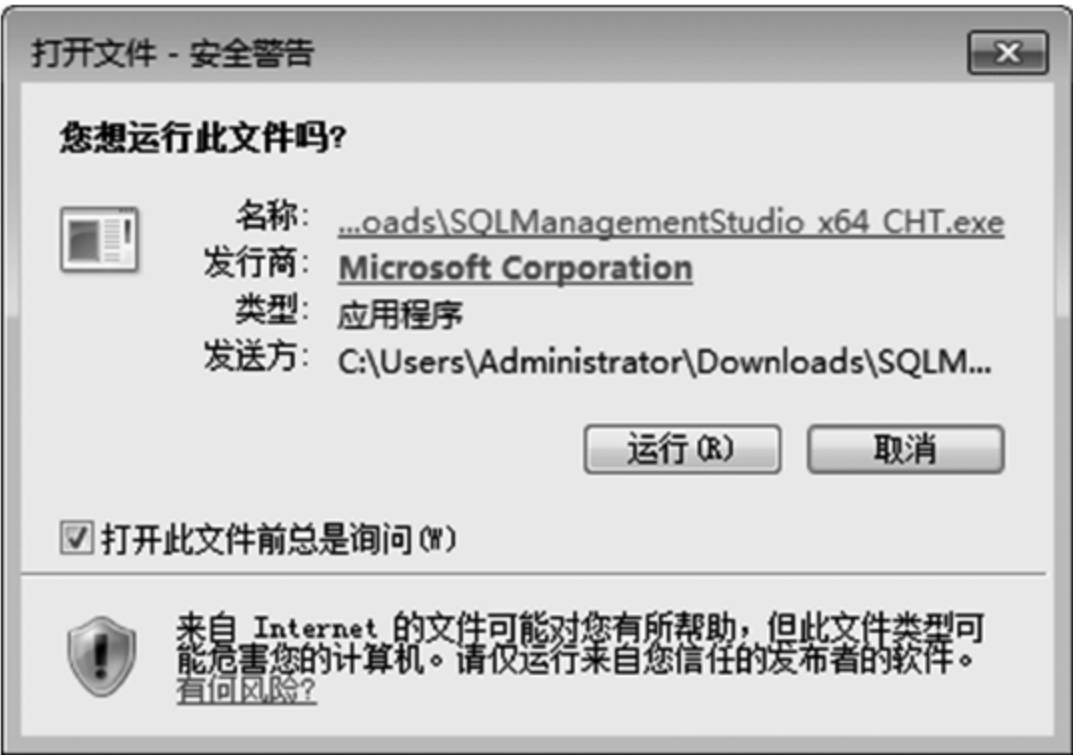 打开文件 - 安全警告
您想运行此文件吗?
名称: ...oads\SQLManagementStudio_x64_CHT.exe
发行商: Microsoft Corporation
类型: 应用程序
发送方: C:\Users\Administrator\Downloads\SQLM...
运行(R) 取消
打开此文件前总是询问(W)
来自 Internet 的文件可能对您有所帮助，但此文件类型可
能危害您的计算机。请仅运行来自您信任的发布者的软件。
有何风险?